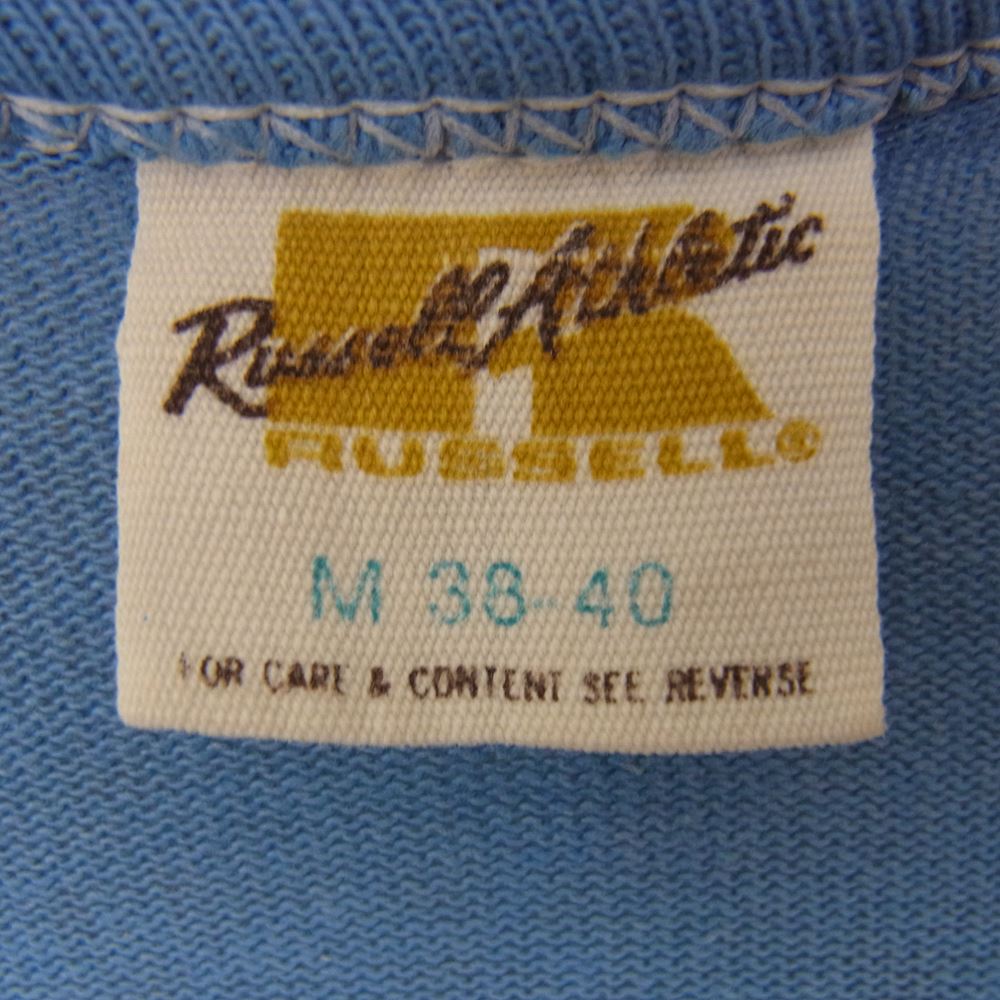 Russell Athletic
RUSSELL®
M 38-40
FOR CARE & CONTENT SEE REVERSE